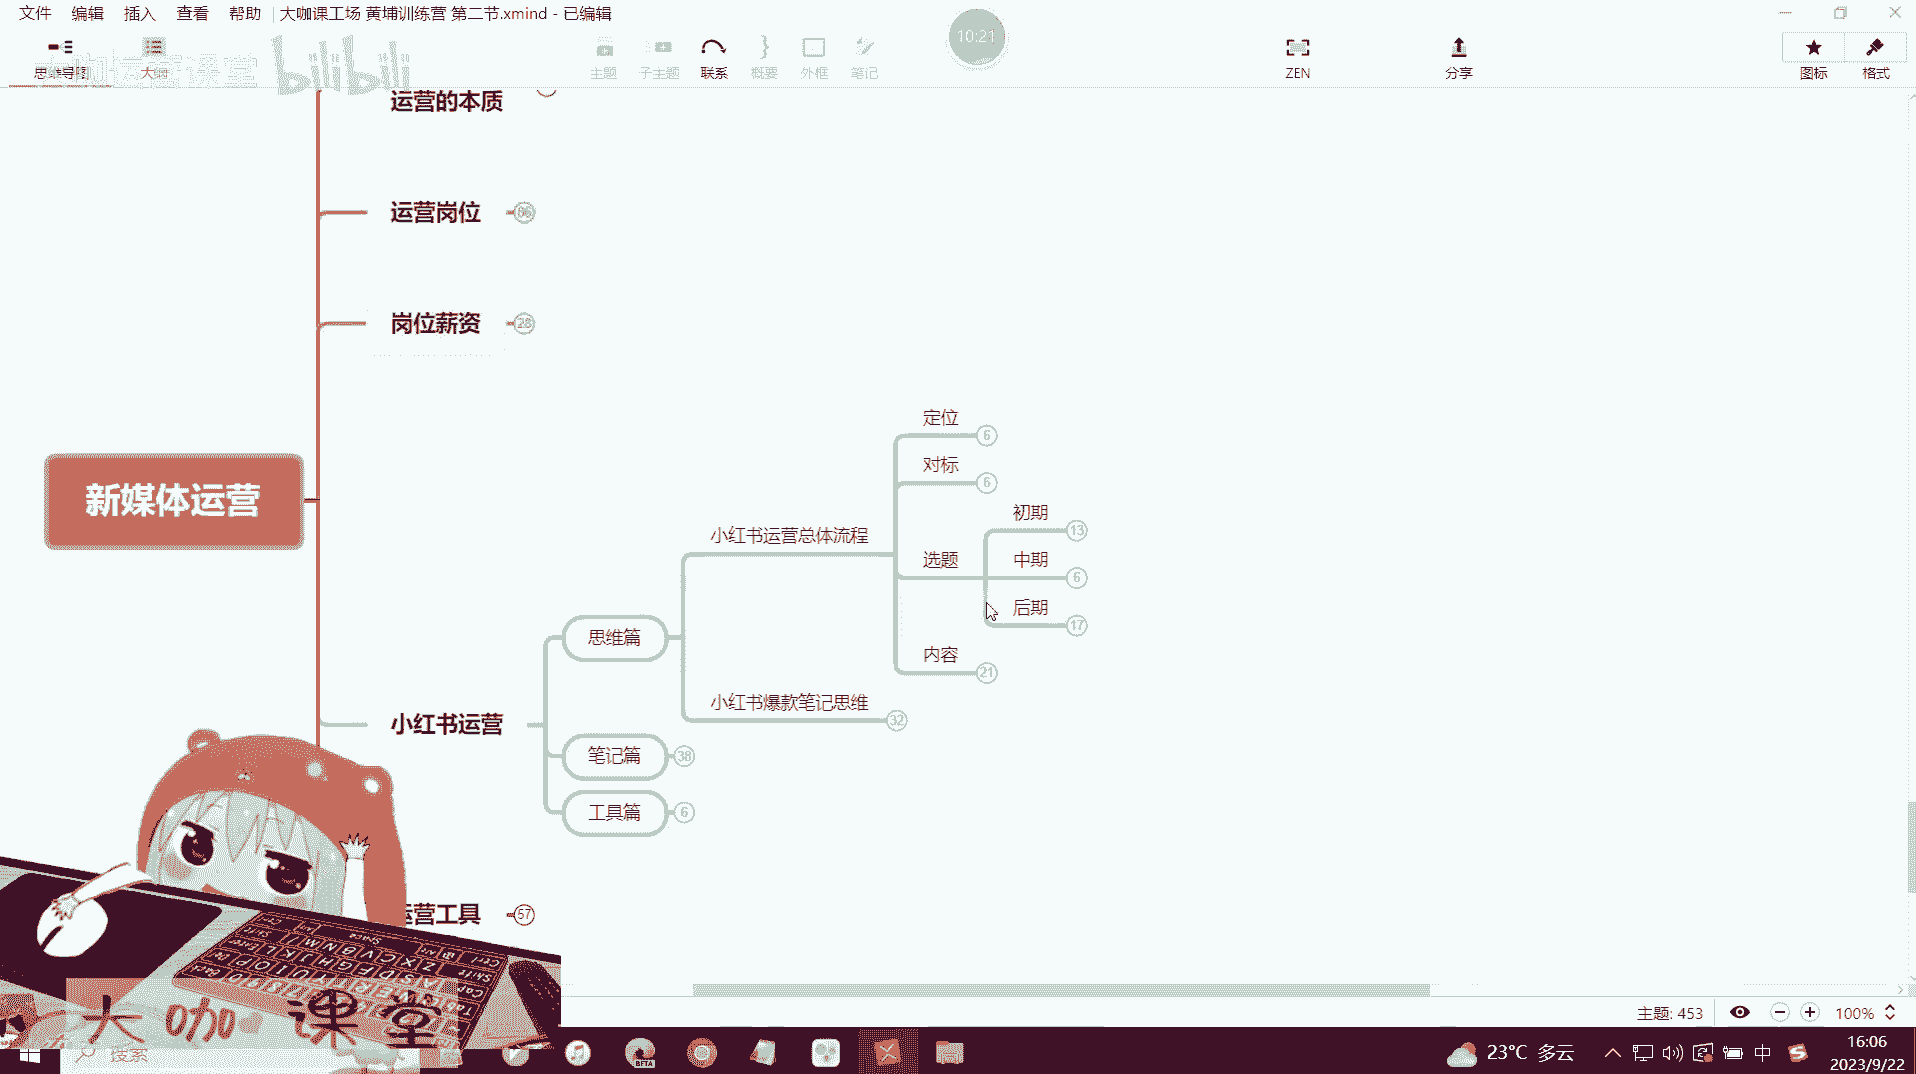 文件 编辑 插入 查看 帮助 大咖课工场 黄埔训练营 第二节.xmind - 已编辑
10:21
思维导图 大纲 主题 子主题 联系 概要 外框 笔记 ZEN 分享 图标 格式
大咖运营课堂 bilibili
运营的本质
运营岗位
岗位薪资 28
定位 6
对标 6
初期 13
小红书运营总体流程
选题 中期 6
后期 17
新媒体运营
思维篇
内容 21
小红书爆款笔记思维 32
小红书运营
笔记篇 38
工具篇 6
运营工具 57
大咖课堂
主题: 453 100%
搜索
BETA
23°C 多云 中 16:06
2023/9/22